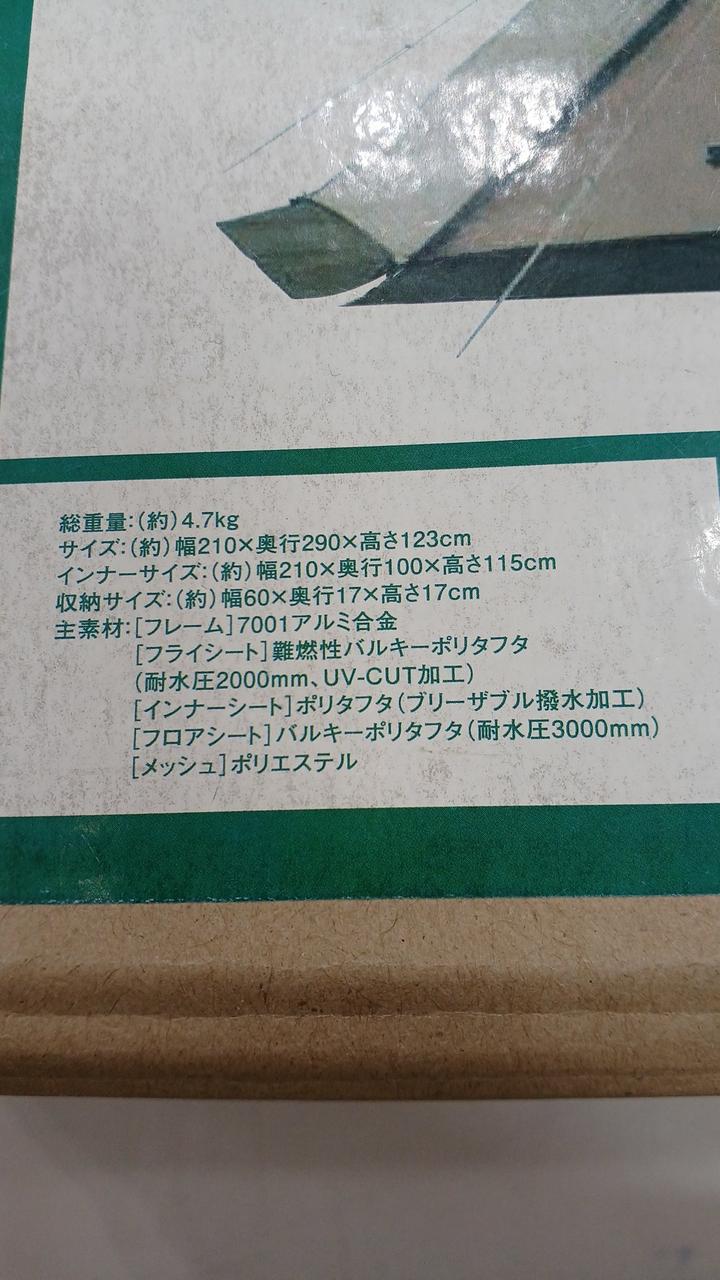 総重量:(約)4.7kg
サイズ:(約)幅210×奥行290×高さ123cm
インナーサイズ:(約)幅210×奥行100×高さ115cm
収納サイズ:(約)幅60×奥行17×高さ17cm
主素材:[フレーム]7001アルミ合金
[フライシート]難燃性バルキーポリタフタ
(耐水圧2000mm、UV-CUT加工)
[インナーシート]ポリタフタ(ブリーザブル撥水加工)
[フロアシート]バルキーポリタフタ(耐水圧3000mm)
[メッシュ]ポリエステル